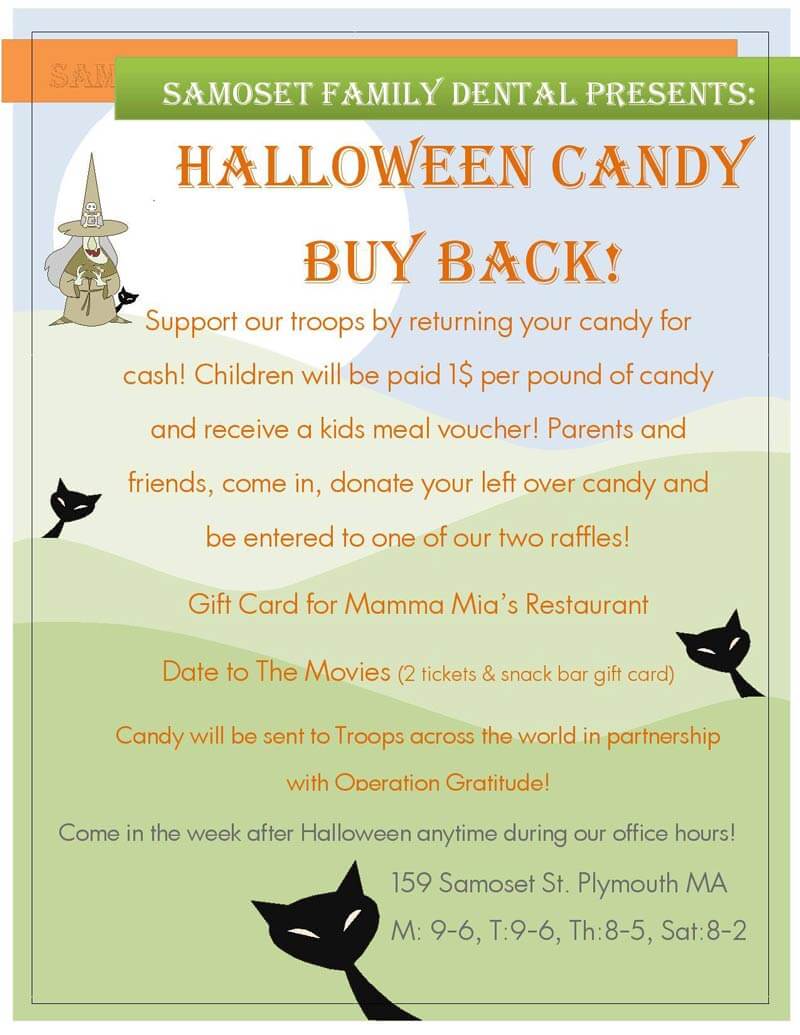 SAM
SAMOSET FAMILY DENTAL PRESENTS:
HALLOWEEN CANDY
BUY BACK!
Support our troops by returning your candy for
cash! Children will be paid 1$ per pound of candy
and receive a kids meal voucher! Parents and
friends, come in, donate your left over candy and
be entered to one of our two raffles!
Gift Card for Mamma Mia's Restaurant
Date to The Movies (2 tickets & snack bar gift card)
Candy will be sent to Troops across the world in partnership
with Operation Gratitude!
Come in the week after Halloween anytime during our office hours!
159 Samoset St. Plymouth MA
M: 9-6, T:9-6, Th:8-5, Sat:8-2